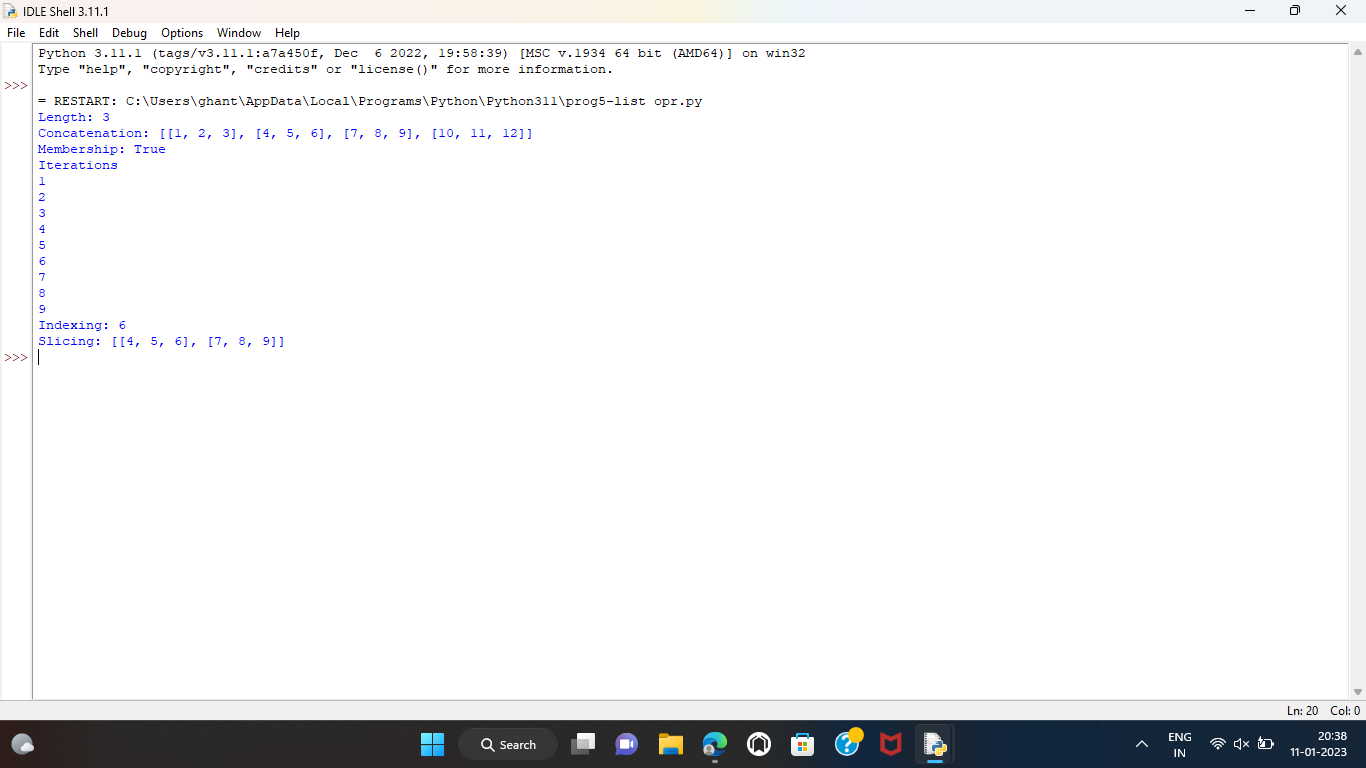 IDLE Shell 3.11.1
File Edit Shell Debug Options Window Help
Python 3.11.1 (tags/v3.11.1:a7a450f, Dec  6 2022, 19:58:39) [MSC v.1934 64 bit (AMD64)] on win32
Type "help", "copyright", "credits" or "license()" for more information.
>>>
= RESTART: C:\Users\ghant\AppData\Local\Programs\Python\Python311\prog5-list opr.py
Length: 3
Concatenation: [[1, 2, 3], [4, 5, 6], [7, 8, 9], [10, 11, 12]]
Membership: True
Iterations
1
2
3
4
5
6
7
8
9
Indexing: 6
Slicing: [[4, 5, 6], [7, 8, 9]]
>>>
Ln: 20 Col: 0
Search
ENG
IN
20:38
11-01-2023